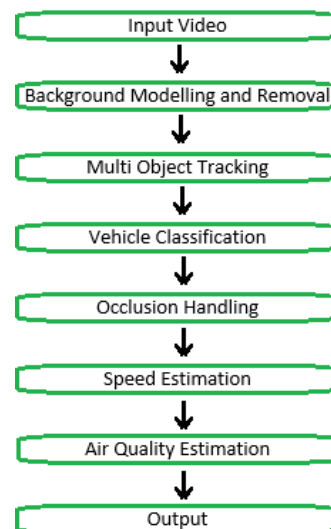 Input Video
Background Modelling and Removal
Multi Object Tracking
Vehicle Classification
Occlusion Handling
Speed Estimation
Air Quality Estimation
Output